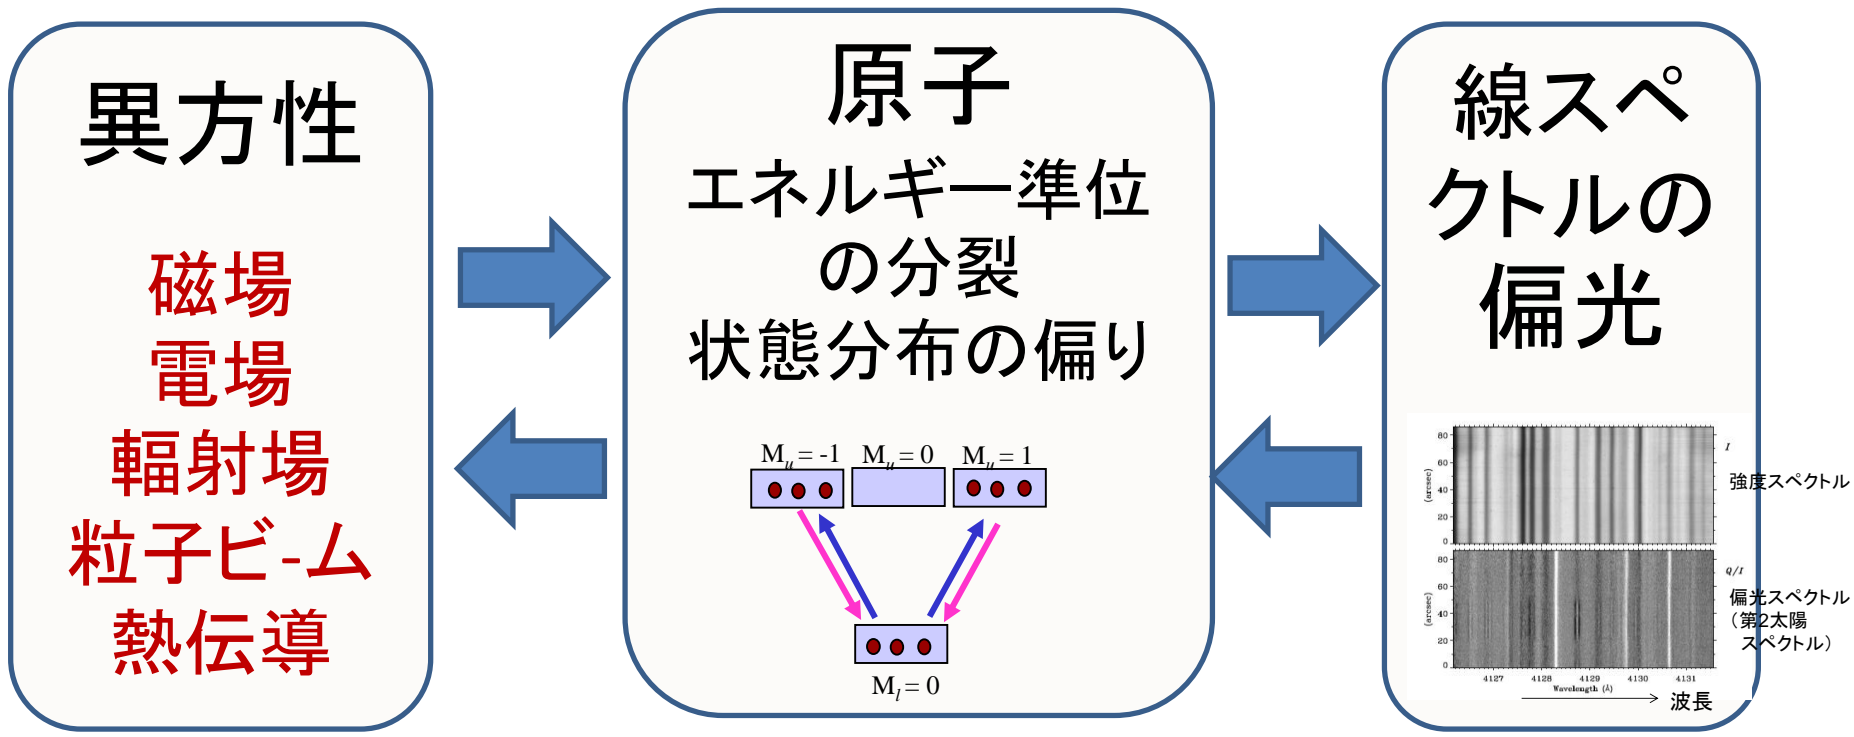 異方性
磁場
電場
輻射場
粒子ビ-ム
熱伝導
原子
エネルギー準位
の分裂
状態分布の偏り
Mu = -1
Mu = 0
Mu = 1
Ml = 0
線スペ
クトルの
偏光
80
60
40
20
0
(arcsec)
I
強度スペクトル
80
60
40
20
0
(arcsec)
Q/I
偏光スペクトル
（第2太陽
スペクトル）
4127 4128 4129 4130 4131
Wavelength (Å)
波長